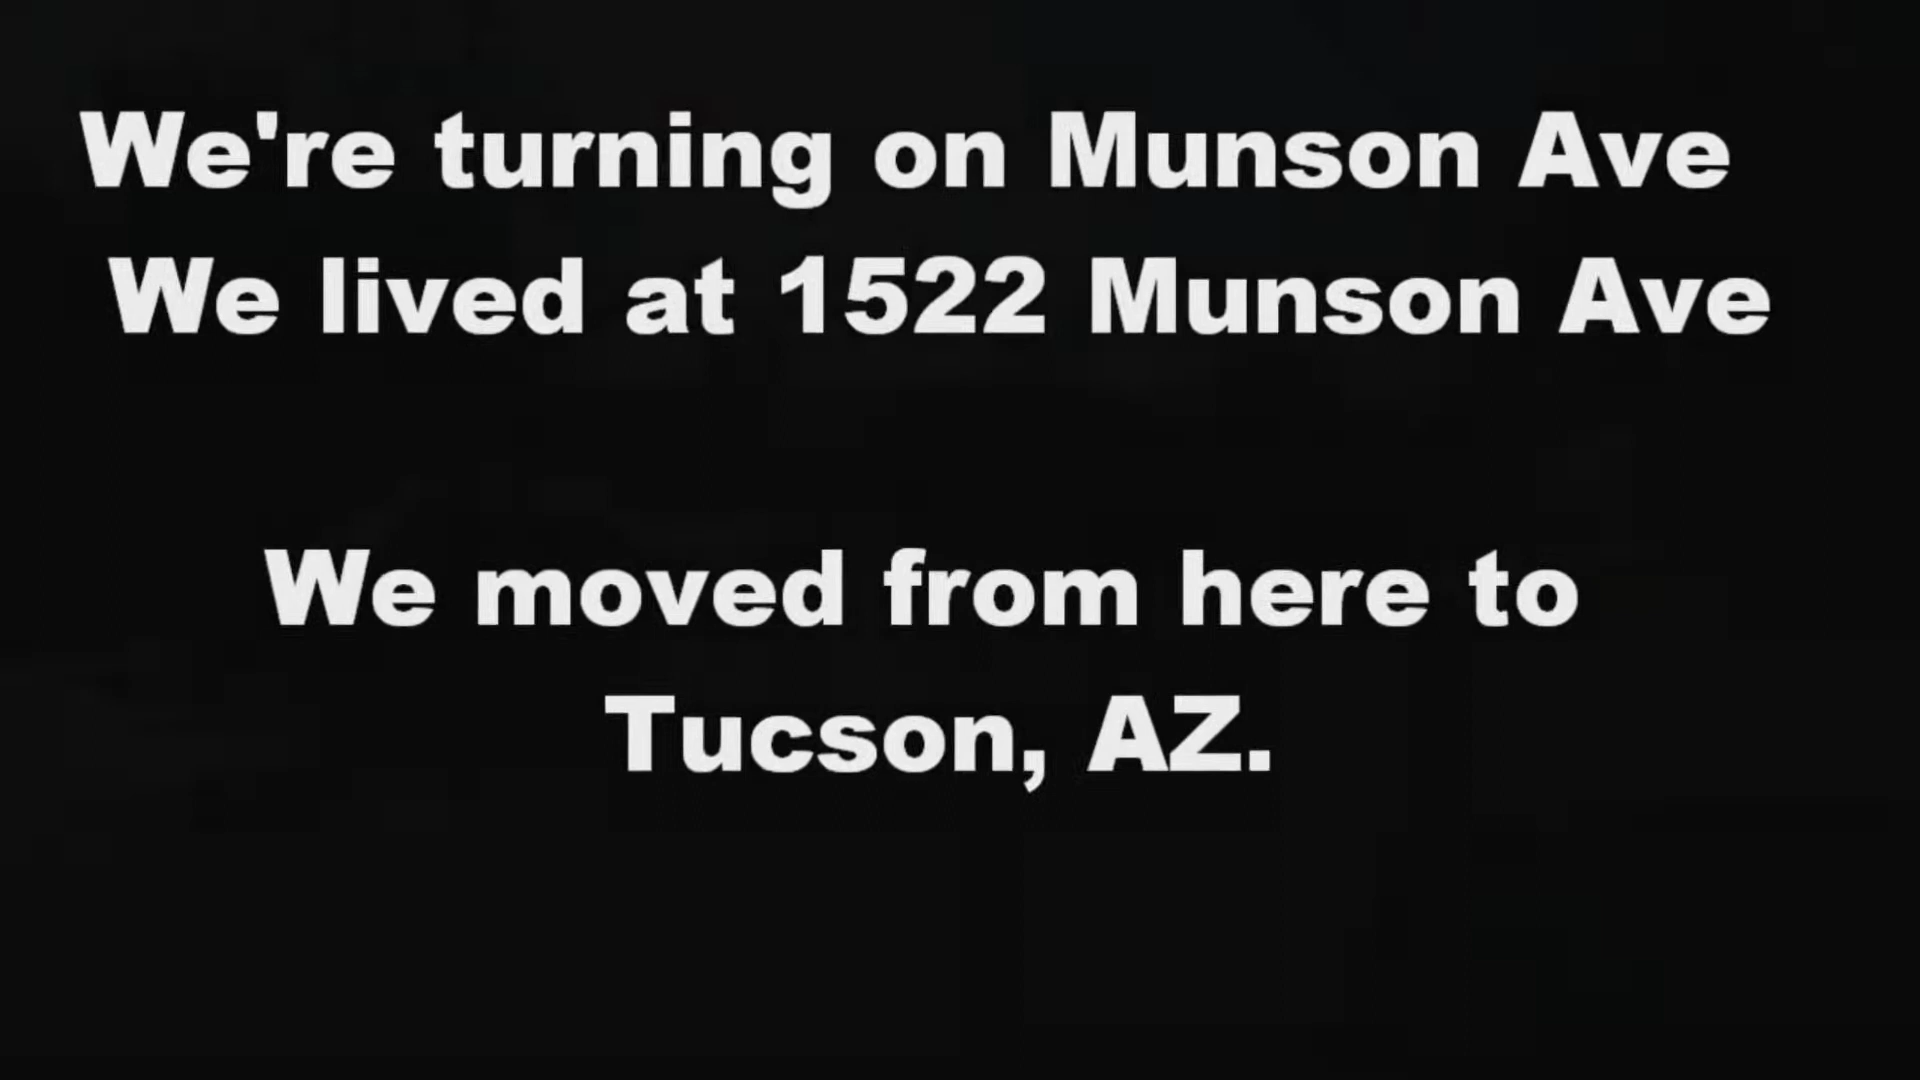 We're turning on Munson Ave
We lived at 1522 Munson Ave
We moved from here to
Tucson, AZ.